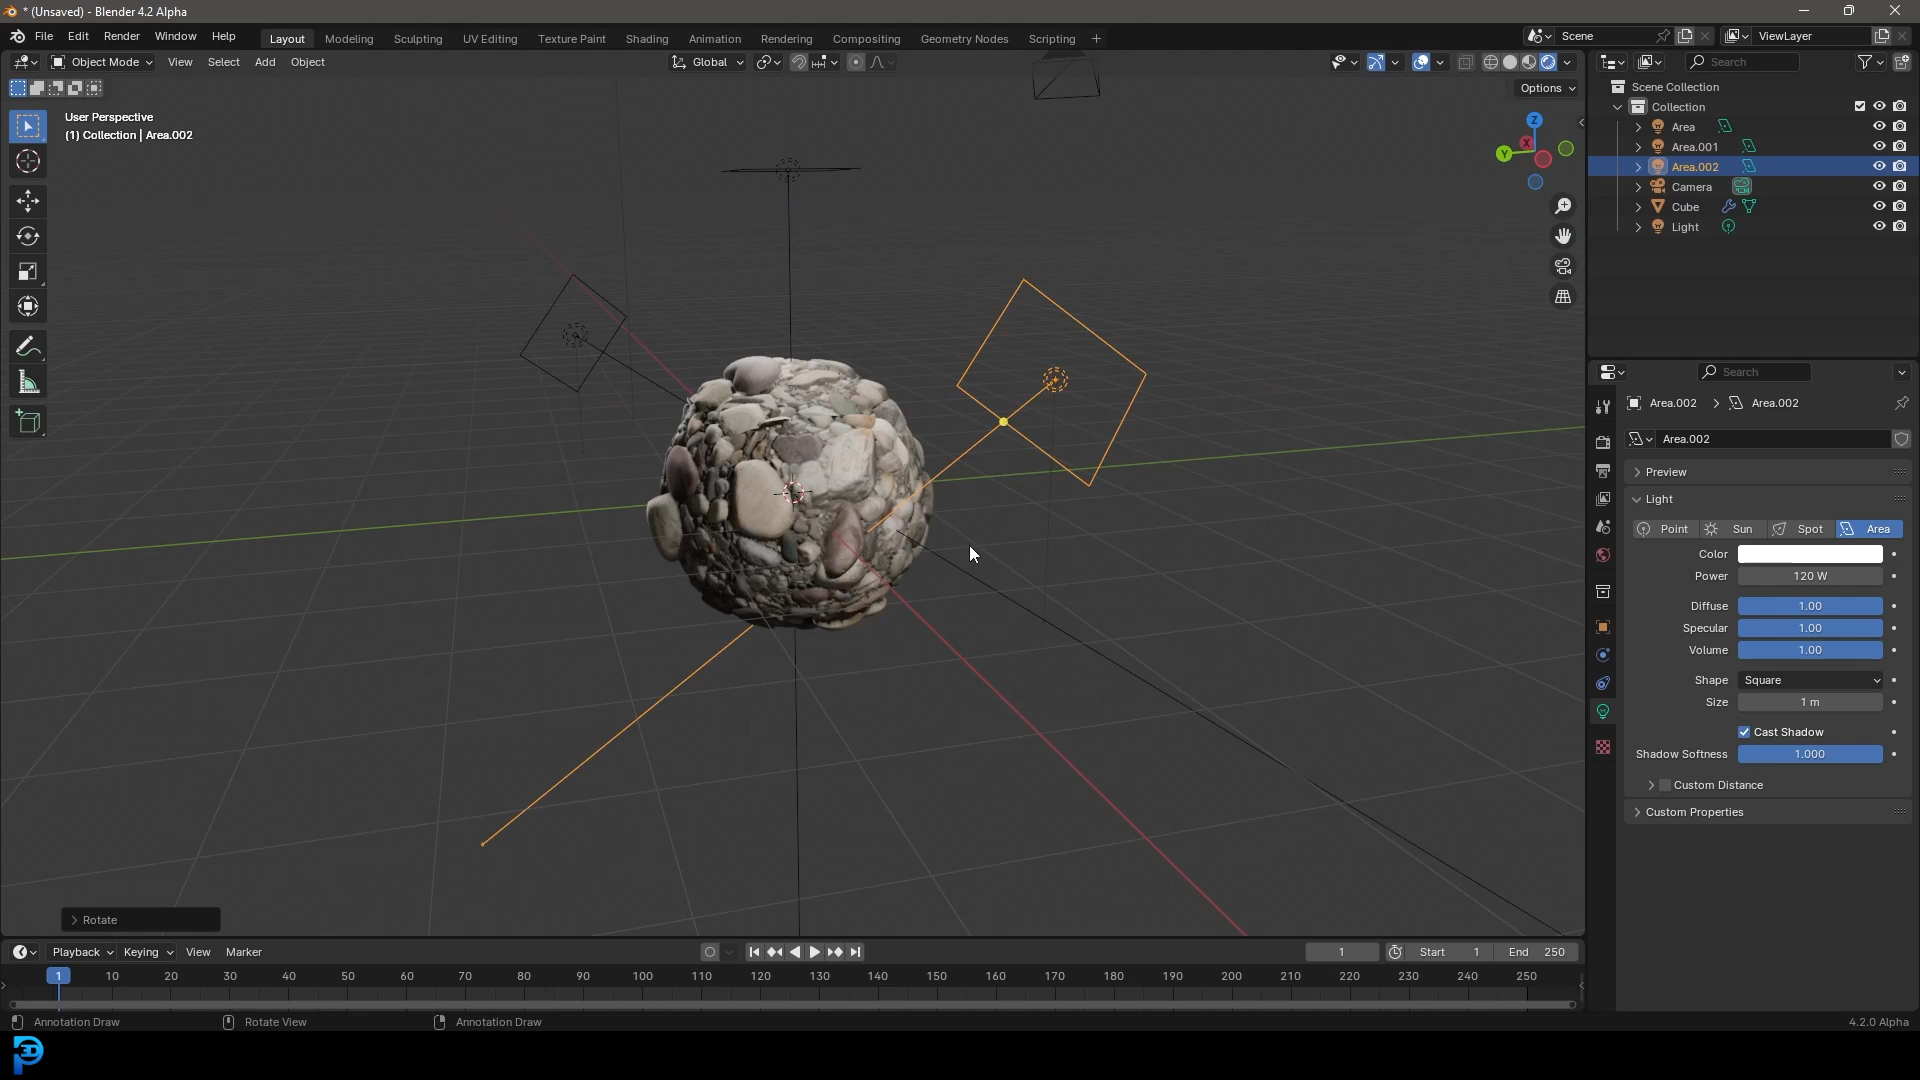 * (Unsaved) - Blender 4.2 Alpha
File Edit Render Window Help
Layout Modeling Sculpting UV Editing Texture Paint Shading Animation Rendering Compositing Geometry Nodes Scripting +
Scene
ViewLayer
Object Mode View Select Add Object
Global
Search
Options
User Perspective
(1) Collection | Area.002
Z
Y
X
Scene Collection
Collection
Area
Area.001
Area.002
Camera
Cube
Light
Search
Area.002 > Area.002
Area.002
Preview
Light
Point Sun Spot Area
Color
Power 120 W
Diffuse 1.00
Specular 1.00
Volume 1.00
Shape Square
Size 1 m
Cast Shadow
Shadow Softness 1.000
Custom Distance
Custom Properties
Rotate
Playback Keying View Marker
1 Start 1 End 250
1 10 20 30 40 50 60 70 80 90 100 110 120 130 140 150 160 170 180 190 200 210 220 230 240 250
Annotation Draw Rotate View Annotation Draw
4.2.0 Alpha
3D